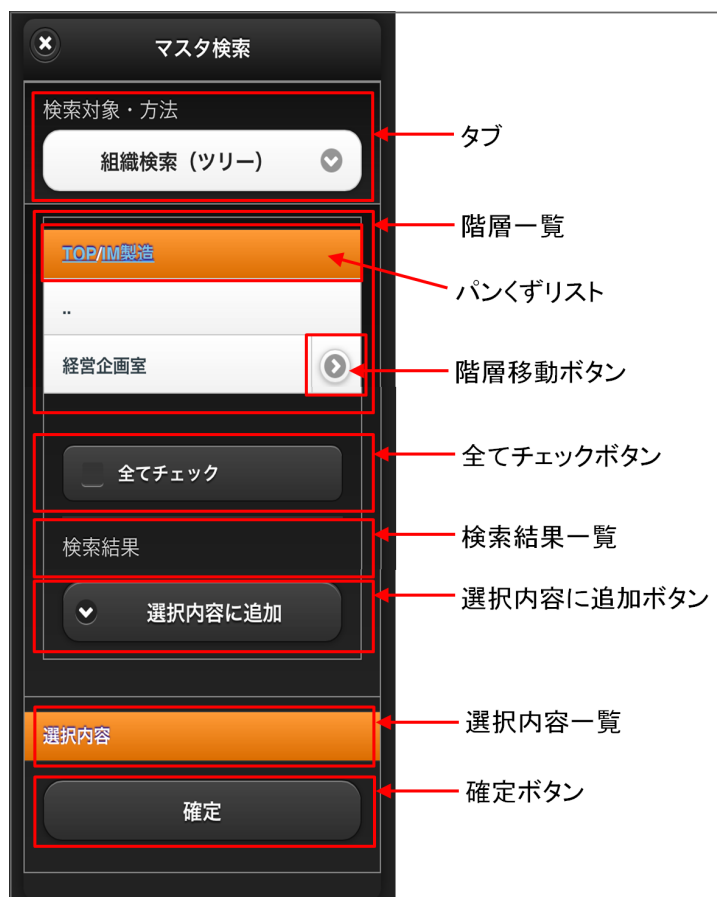 マスタ検索
検索対象・方法
組織検索（ツリー）
タブ
階層一覧
TOP/IM製造
パンくずリスト
..
経営企画室
階層移動ボタン
全てチェック
全てチェックボタン
検索結果
検索結果一覧
選択内容に追加
選択内容に追加ボタン
選択内容
選択内容一覧
確定
確定ボタン